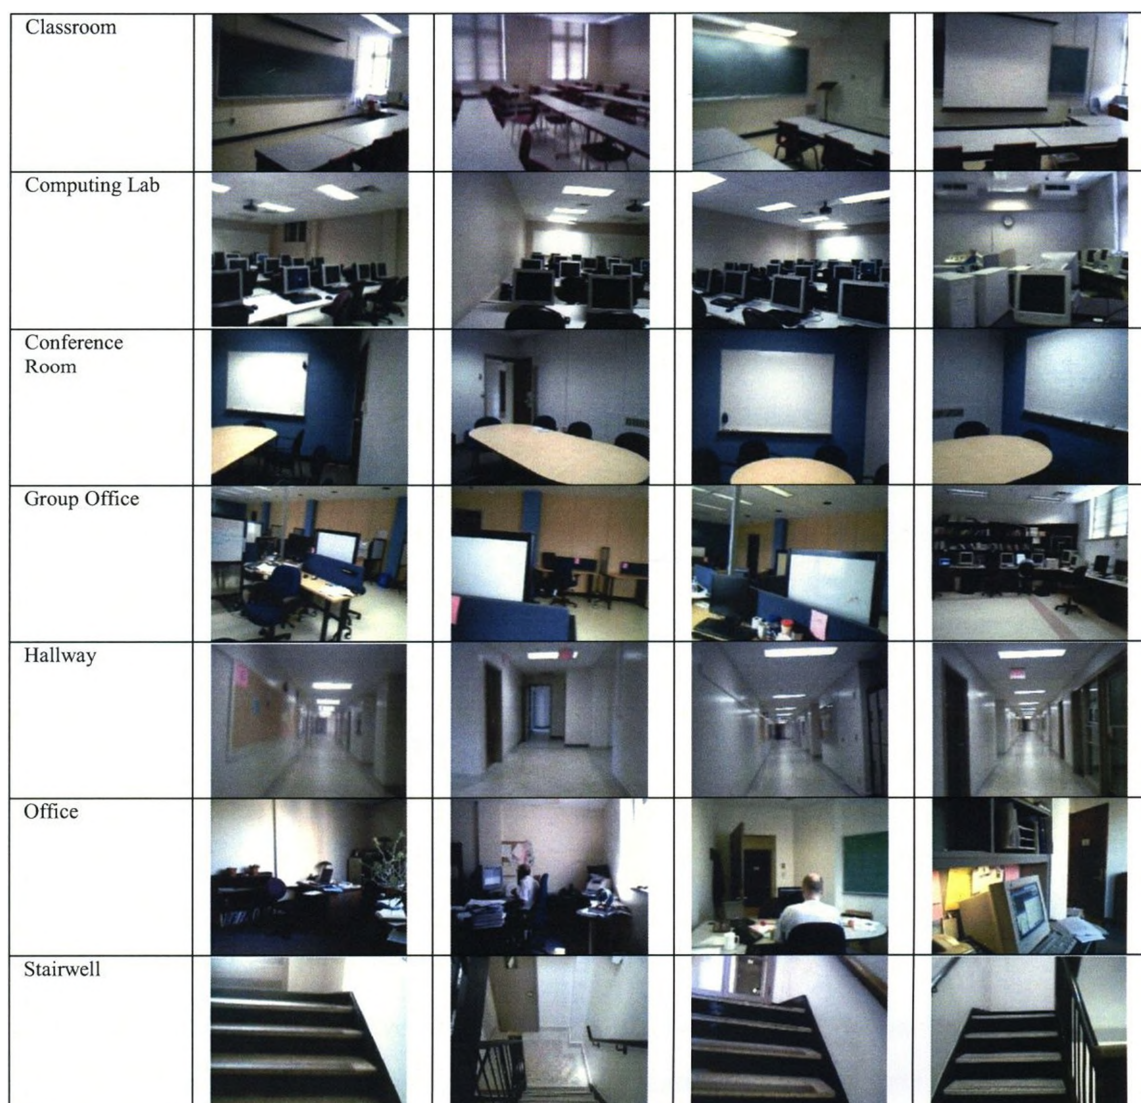 Classroom
Computing Lab
Conference
Room
Group Office
Hallway
Office
Stairwell